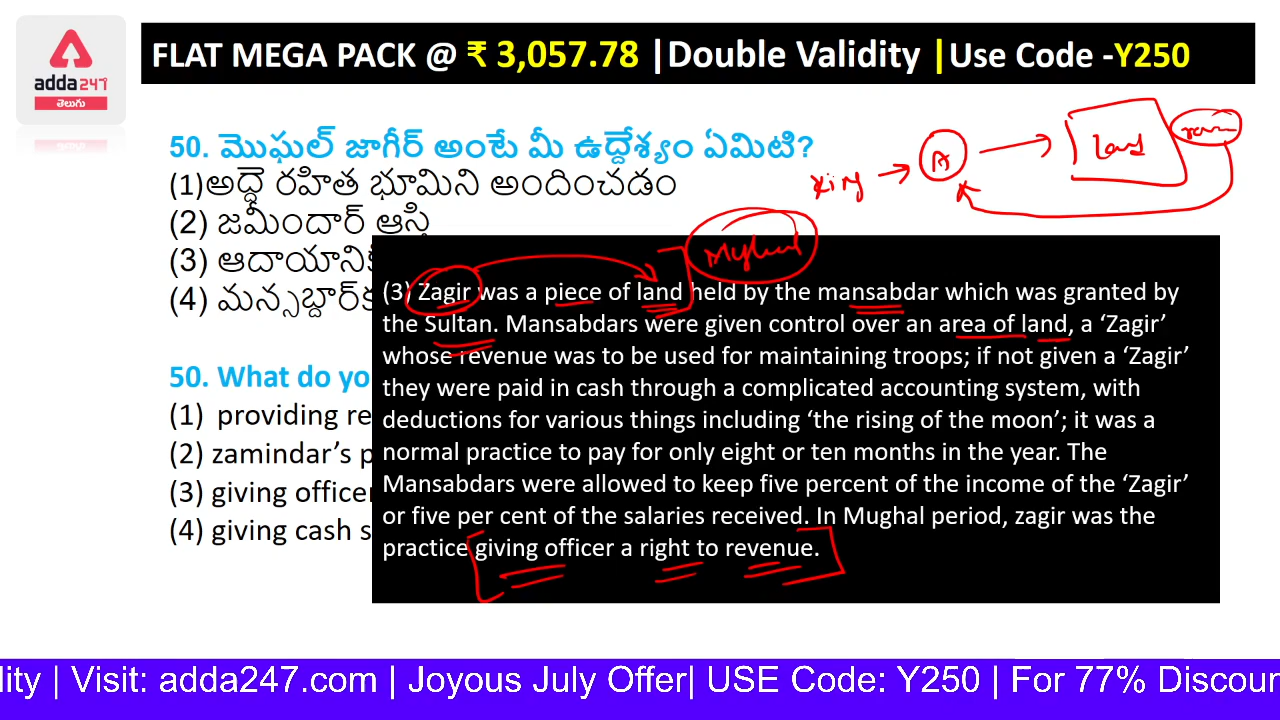 FLAT MEGA PACK @ ₹ 3,057.78 |Double Validity |Use Code -Y250
adda247
తెలుగు
50. మొఘల్ జాగీర్ అంటే మీ ఉద్దేశ్యం ఏమిటి?
(1)అద్దె రహిత భూమిని అందించడం
(2) జమీందార్ ఆస్తి
(3) ఆదాయానిక
(4) మన్సబ్దార్‌క
King → A → Land
Mughal
(3) Zagir was a piece of land held by the mansabdar which was granted by
the Sultan. Mansabdars were given control over an area of land, a ‘Zagir’
whose revenue was to be used for maintaining troops; if not given a ‘Zagir’
they were paid in cash through a complicated accounting system, with
deductions for various things including ‘the rising of the moon’; it was a
normal practice to pay for only eight or ten months in the year. The
Mansabdars were allowed to keep five percent of the income of the ‘Zagir’
or five per cent of the salaries received. In Mughal period, zagir was the
practice giving officer a right to revenue.
50. What do yo
(1) providing re
(2) zamindar’s p
(3) giving officer
(4) giving cash s
lity | Visit: adda247.com | Joyous July Offer| USE Code: Y250 | For 77% Discoun